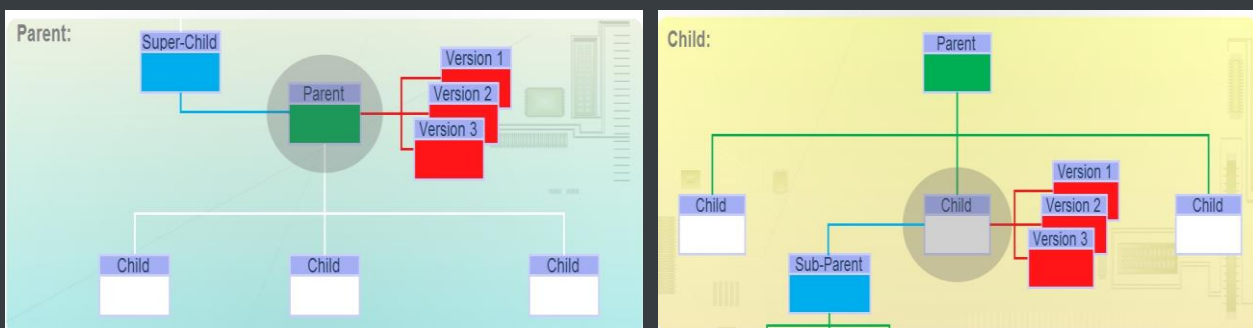 Parent:
Super-Child
Parent
Version 1
Version 2
Version 3
Child
Child
Child
Child:
Parent
Child
Child
Child
Version 1
Version 2
Version 3
Sub-Parent